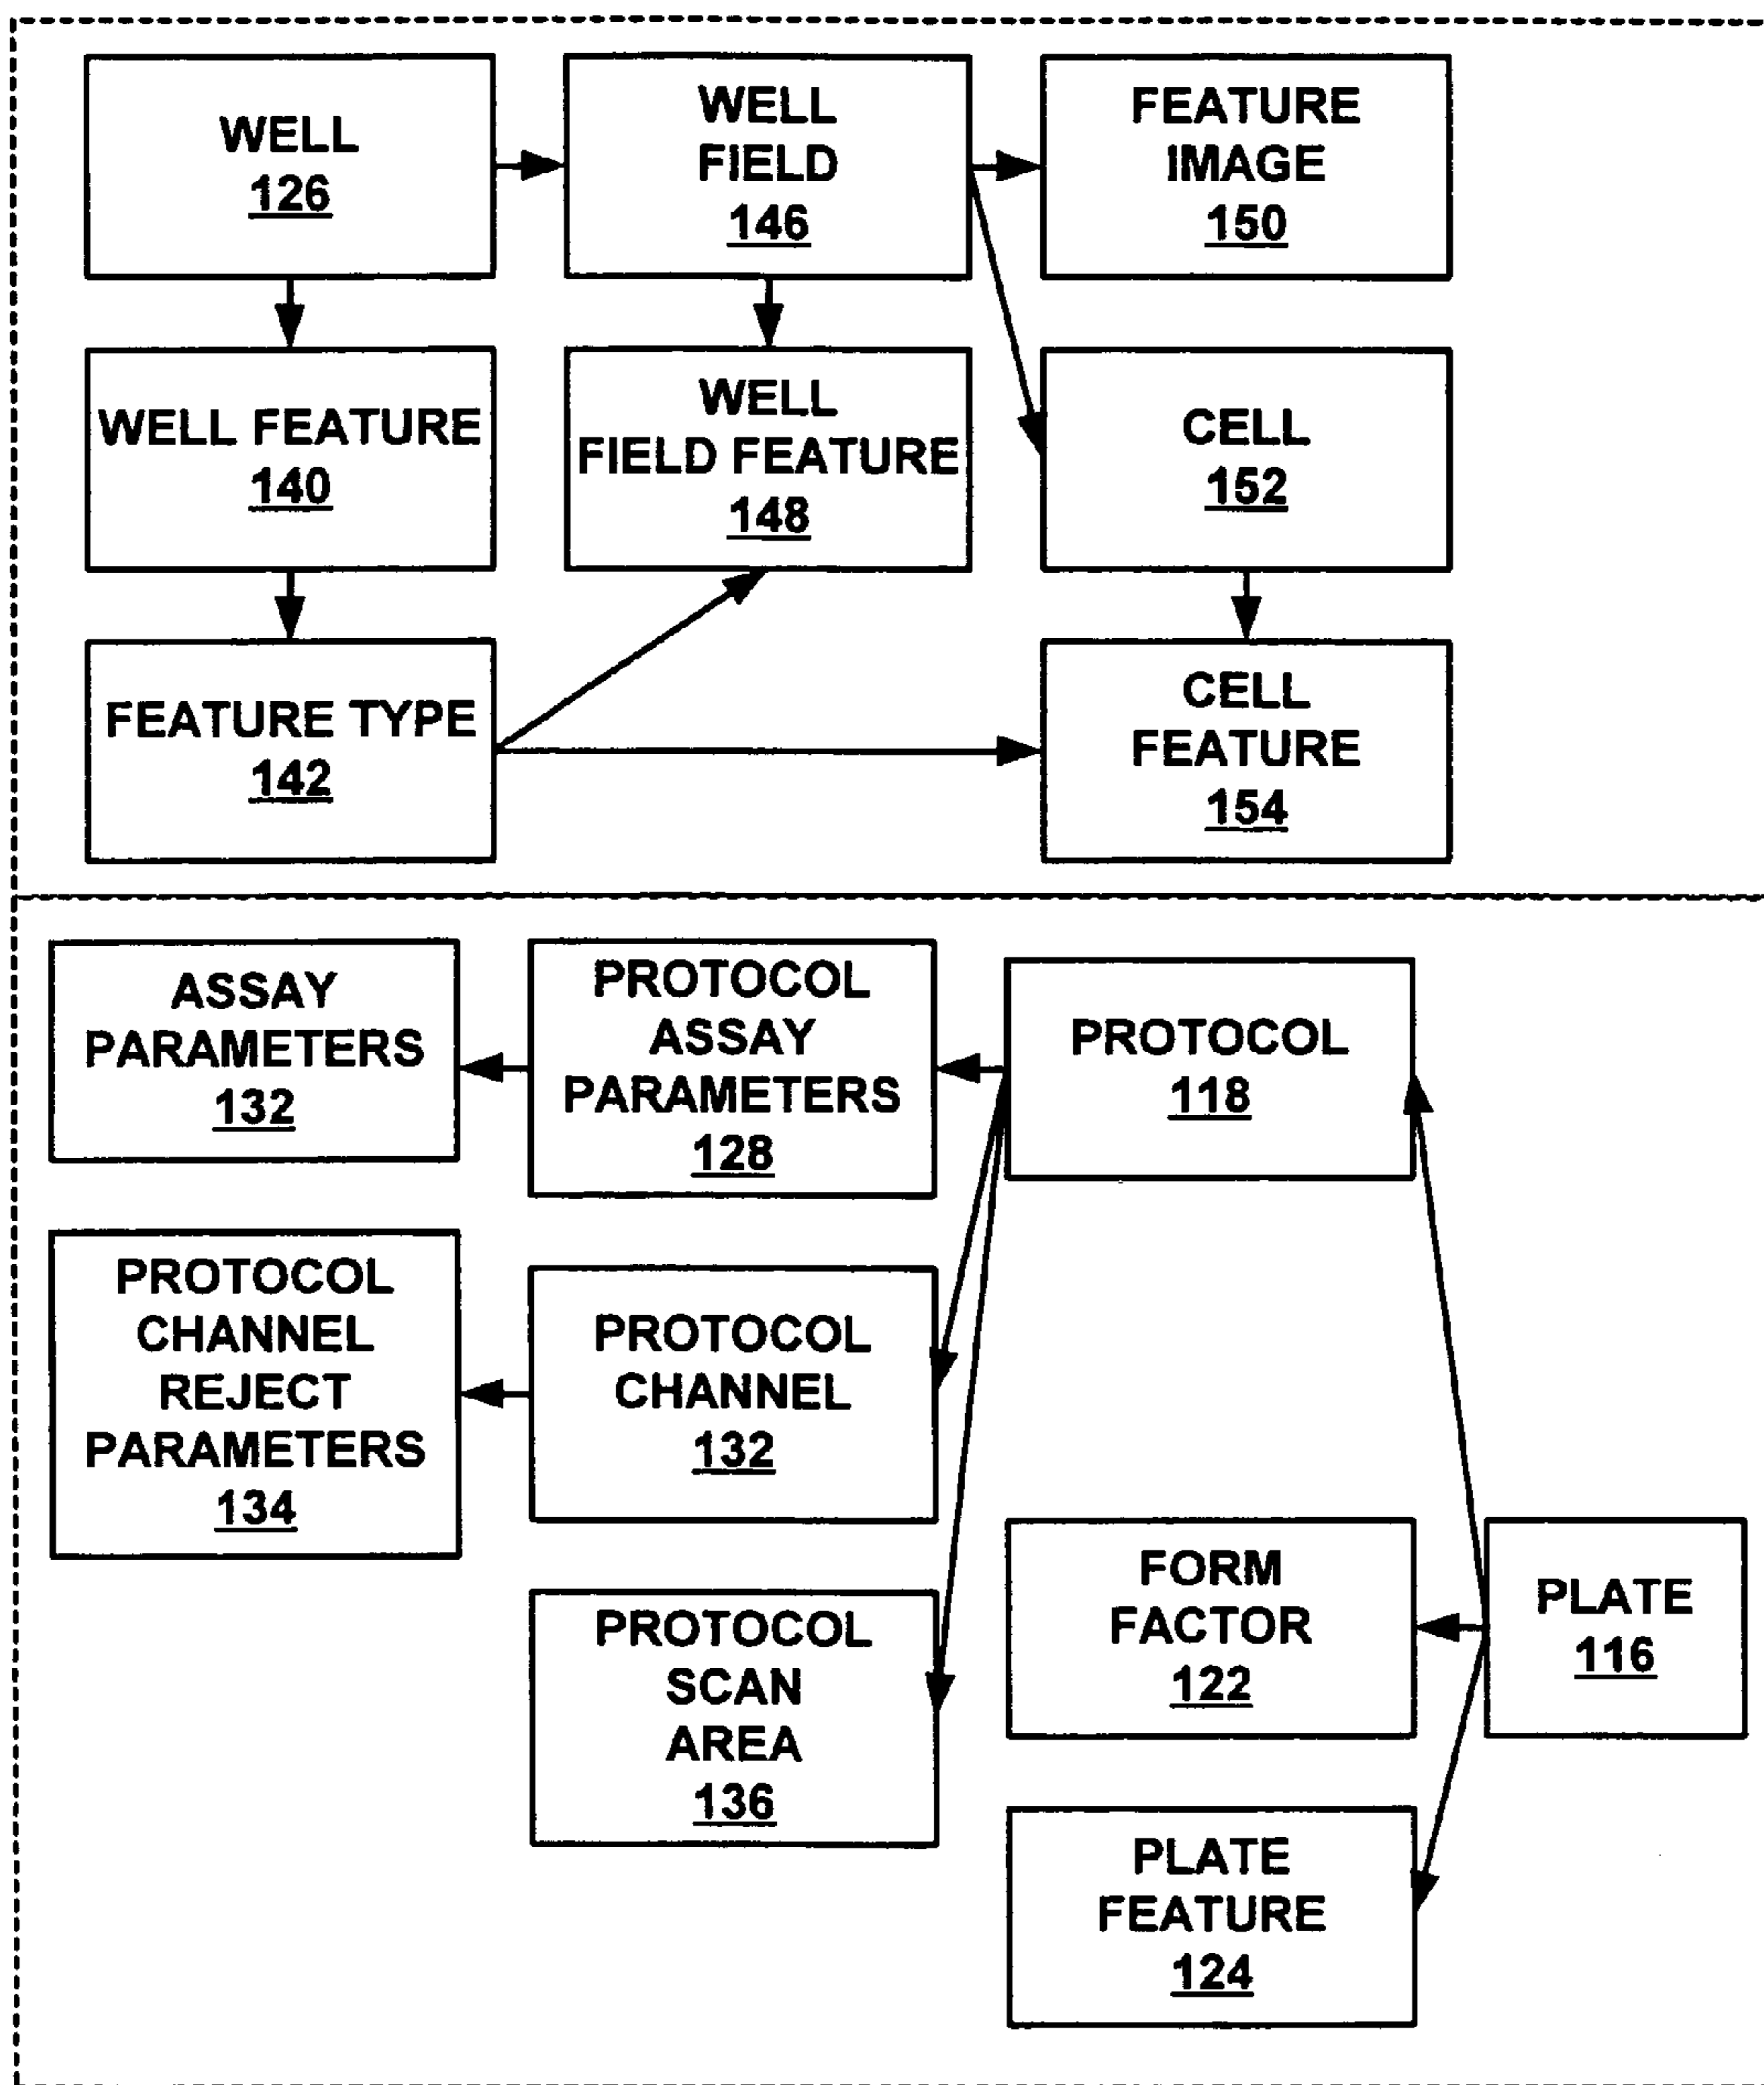 WELL
126
WELL
FIELD
146
FEATURE
IMAGE
150
WELL FEATURE
140
WELL
FIELD FEATURE
148
CELL
152
FEATURE TYPE
142
CELL
FEATURE
154
ASSAY
PARAMETERS
132
PROTOCOL
ASSAY
PARAMETERS
128
PROTOCOL
118
PROTOCOL
CHANNEL
REJECT
PARAMETERS
134
PROTOCOL
CHANNEL
132
PROTOCOL
SCAN
AREA
136
FORM
FACTOR
122
PLATE
116
PLATE
FEATURE
124